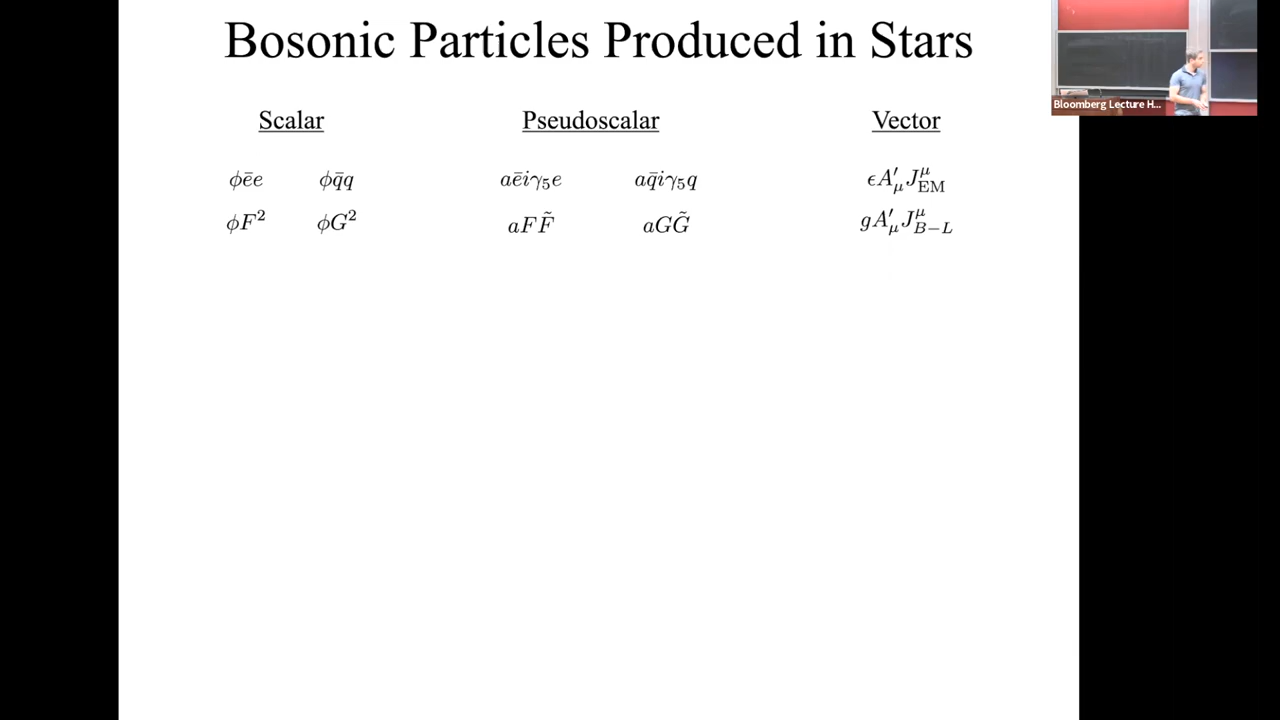 Bosonic Particles Produced in Stars
Bloomberg Lecture H...
Scalar Pseudoscalar Vector
ϕēe ϕq̄q aēiγ₅e aq̄iγ₅q ϵA′_μ J^μ_EM
ϕF² ϕG² aFF̃ aGG̃ gA′_μ J^μ_{B−L}